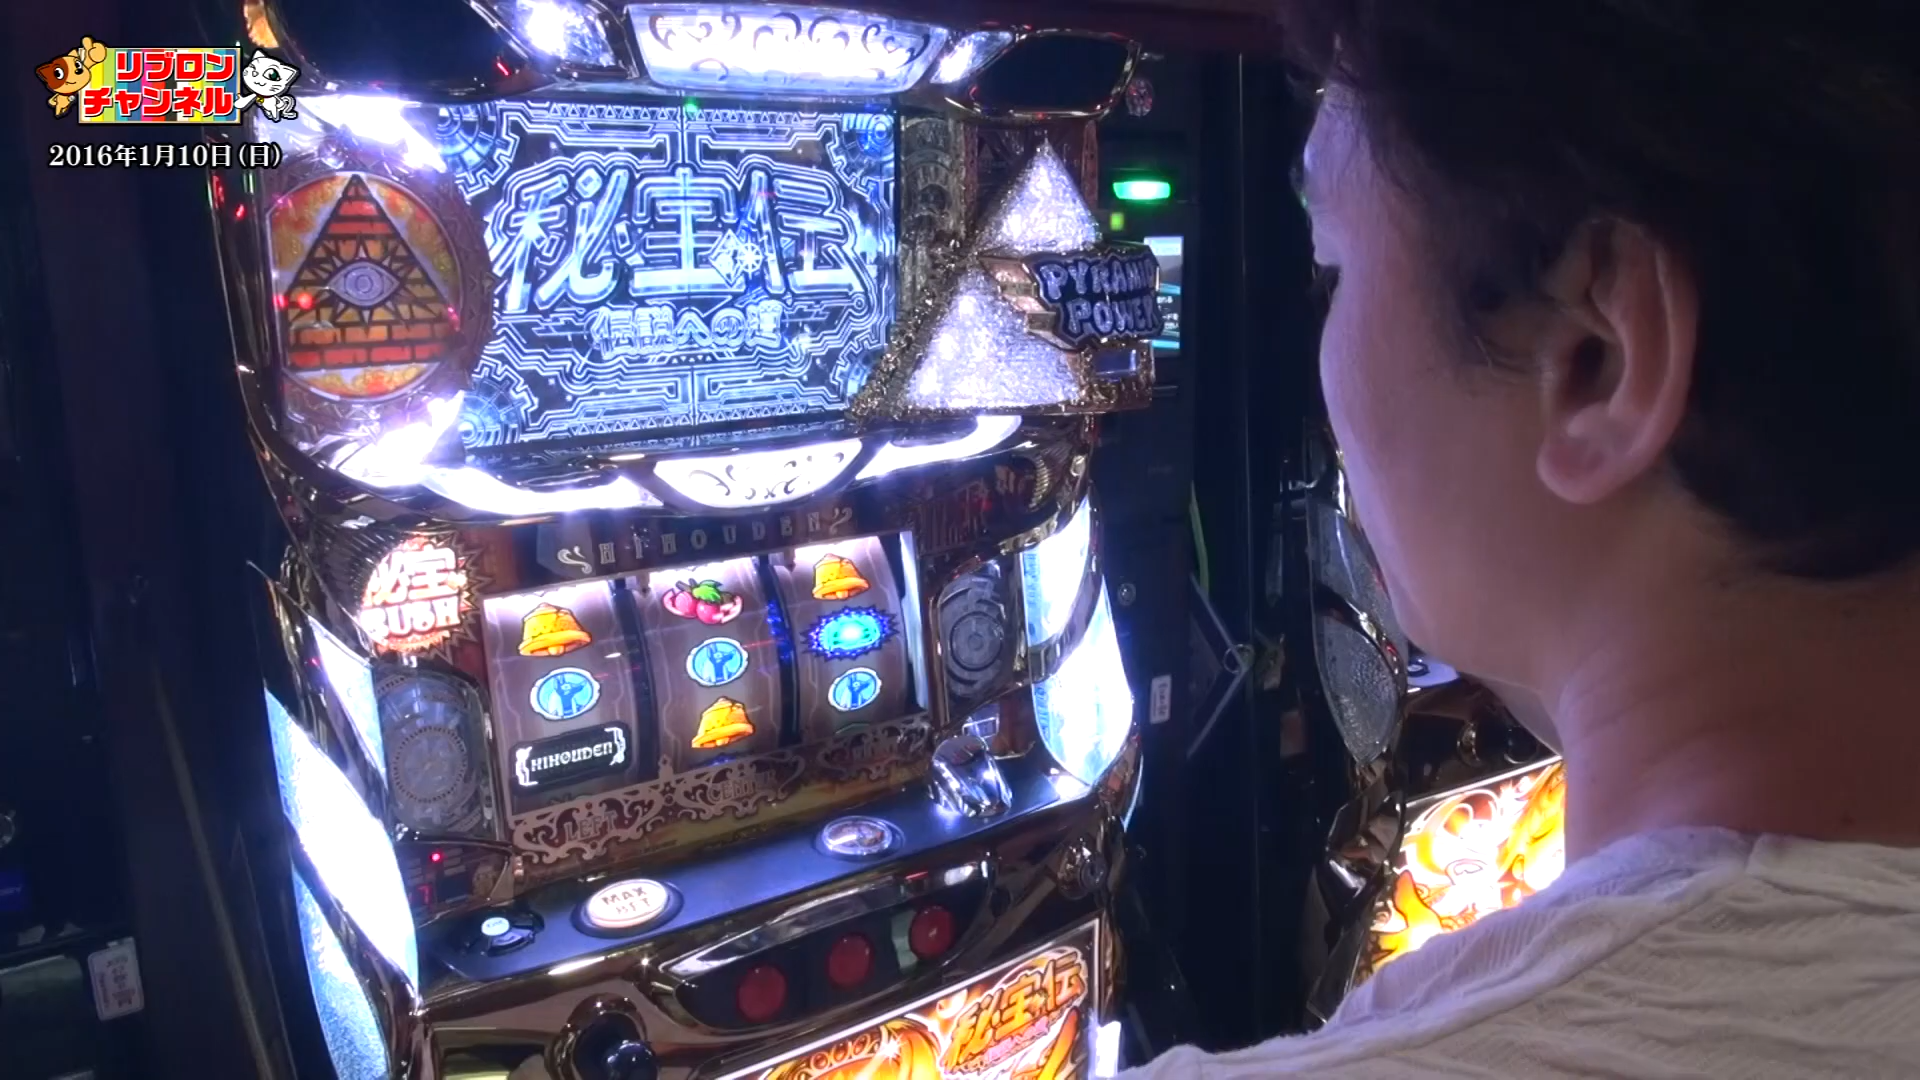 リブロン
チャンネル
2016年1月10日(日)
秘宝伝
伝説への道
PYRAMID
POWER
HIHOUDEN
秘宝
RUSH
HIHOUDEN
LEFT
CENTER
MAX
BET
秘宝伝